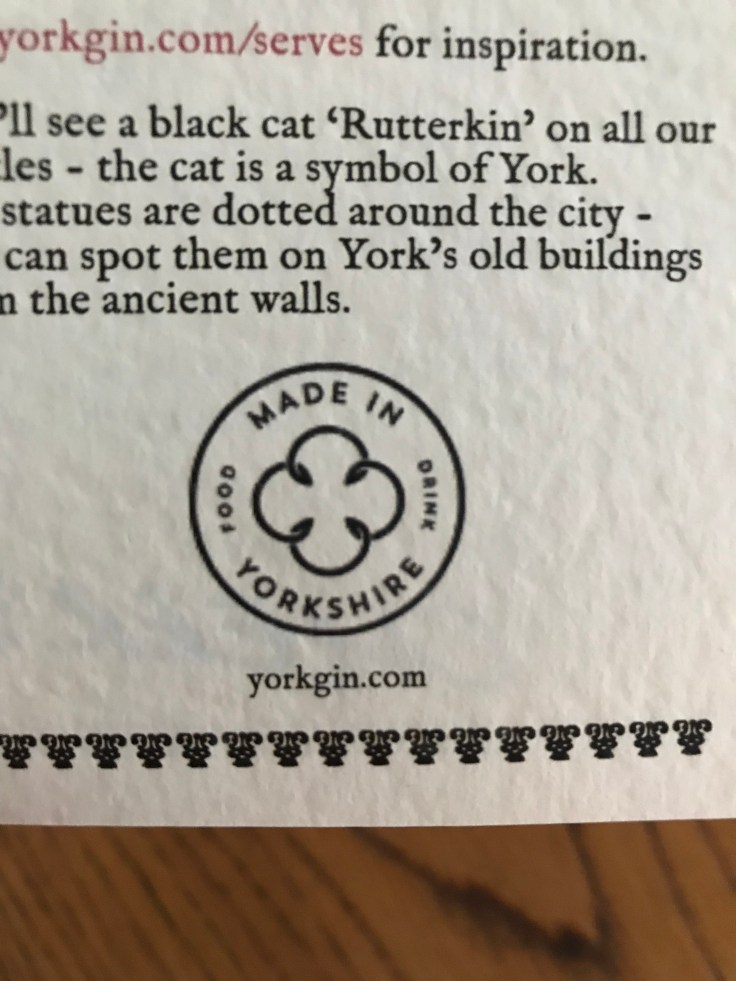 yorkgin.com/serves for inspiration.
'll see a black cat ‘Rutterkin’ on all our
les - the cat is a symbol of York.
statues are dotted around the city -
can spot them on York’s old buildings
n the ancient walls.
MADE IN
FOOD DRINK
YORKSHIRE
yorkgin.com